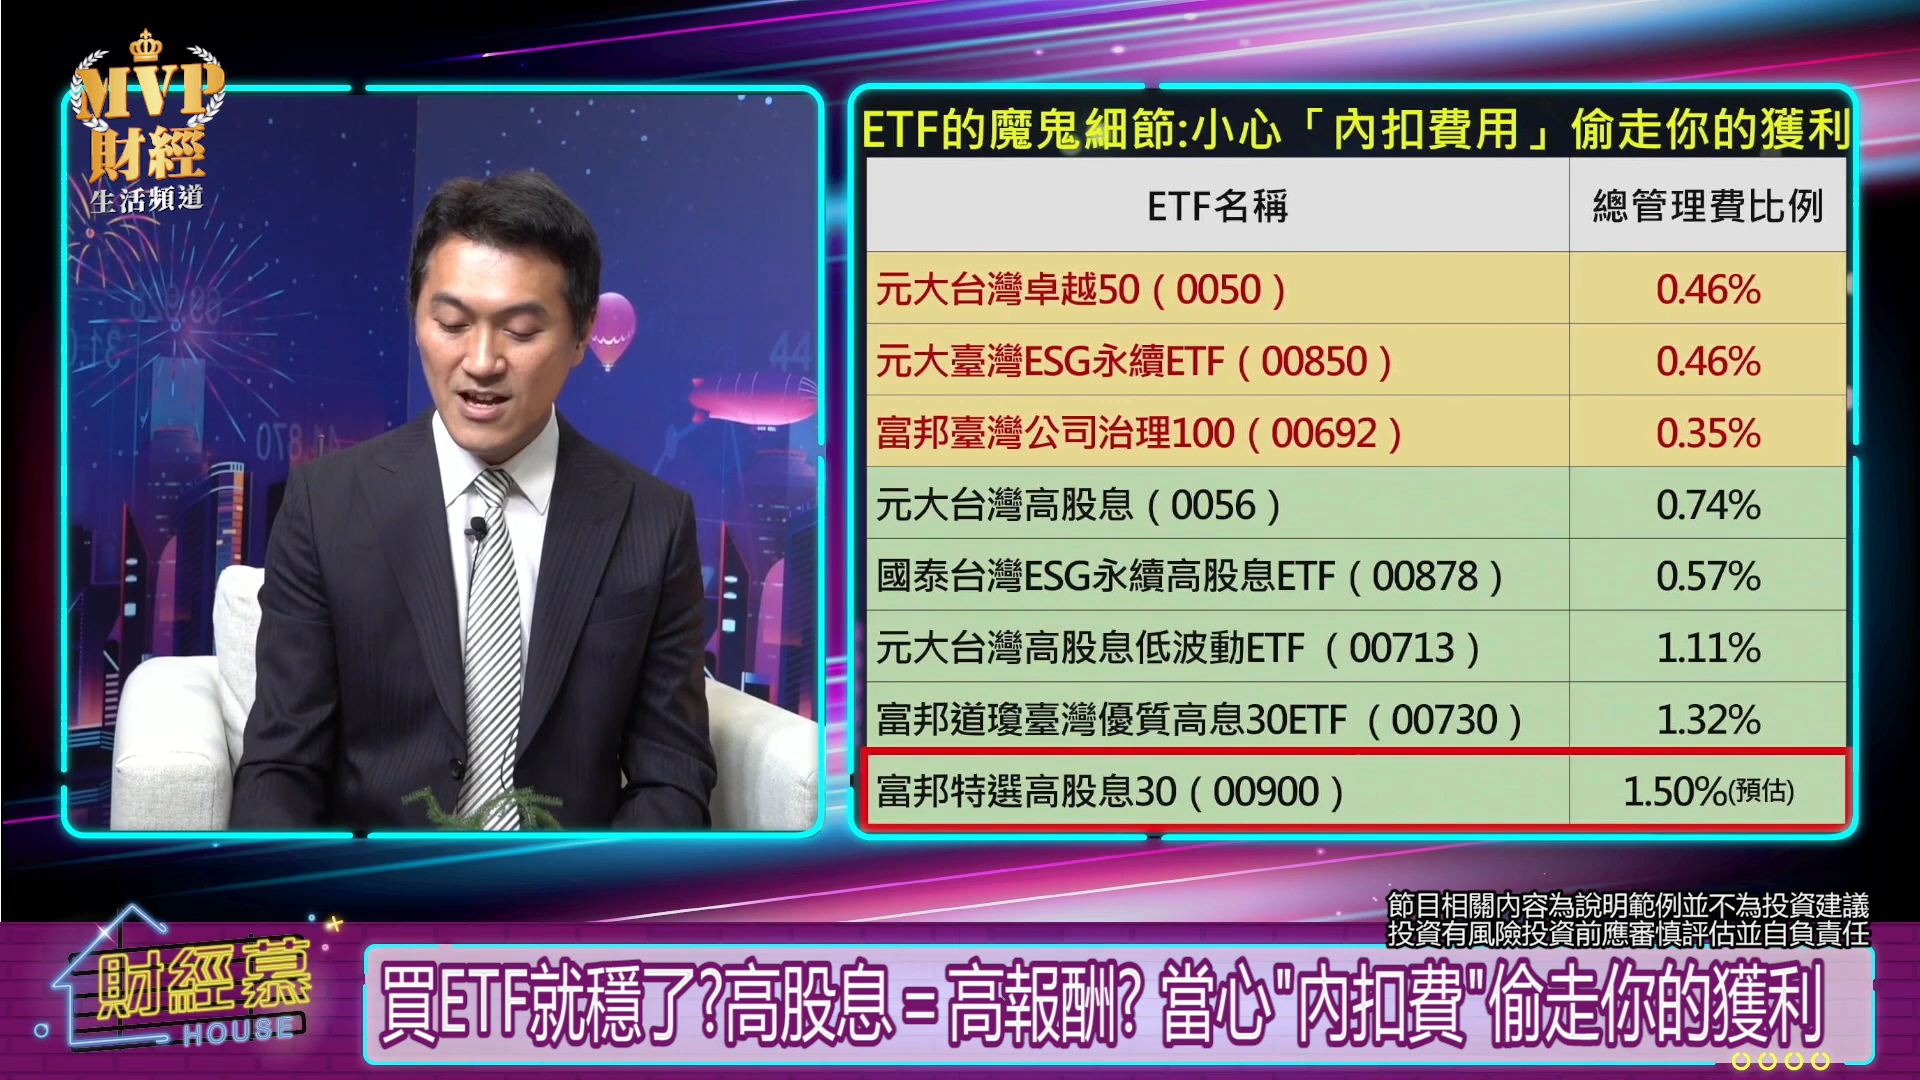 MVP
財經
生活頻道
ETF的魔鬼細節:小心「內扣費用」偷走你的獲利
ETF名稱 總管理費比例
元大台灣卓越50（0050） 0.46%
元大臺灣ESG永續ETF（00850） 0.46%
富邦臺灣公司治理100（00692） 0.35%
元大台灣高股息（0056） 0.74%
國泰台灣ESG永續高股息ETF（00878） 0.57%
元大台灣高股息低波動ETF（00713） 1.11%
富邦道瓊臺灣優質高息30ETF（00730） 1.32%
富邦特選高股息30（00900） 1.50%(預估)
節目相關內容為說明範例並不為投資建議
投資有風險投資前應審慎評估並自負責任
財經慕
HOUSE
買ETF就穩了?高股息=高報酬? 當心"內扣費"偷走你的獲利